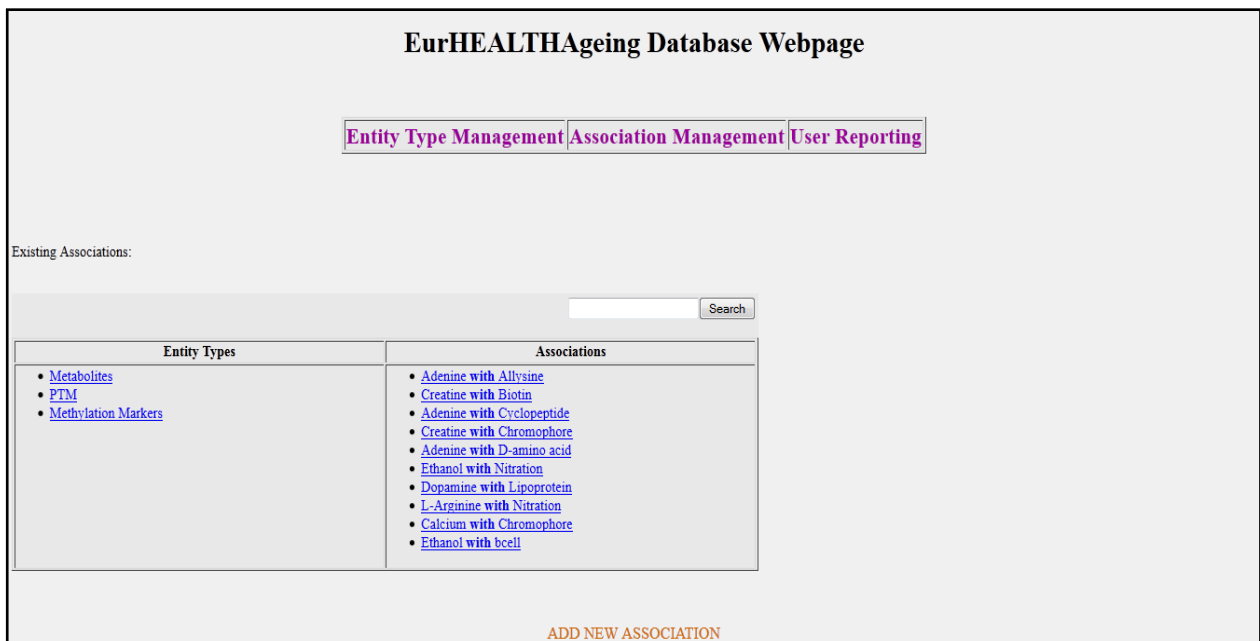 EurHEALTHAgeing Database Webpage
Entity Type Management Association Management User Reporting
Existing Associations:
Search
Entity Types Associations
Metabolites
PTM
Methylation Markers
Adenine with Allysine
Creatine with Biotin
Adenine with Cyclopeptide
Creatine with Chromophore
Adenine with D-amino acid
Ethanol with Nitration
Dopamine with Lipoprotein
L-Arginine with Nitration
Calcium with Chromophore
Ethanol with bcell
ADD NEW ASSOCIATION